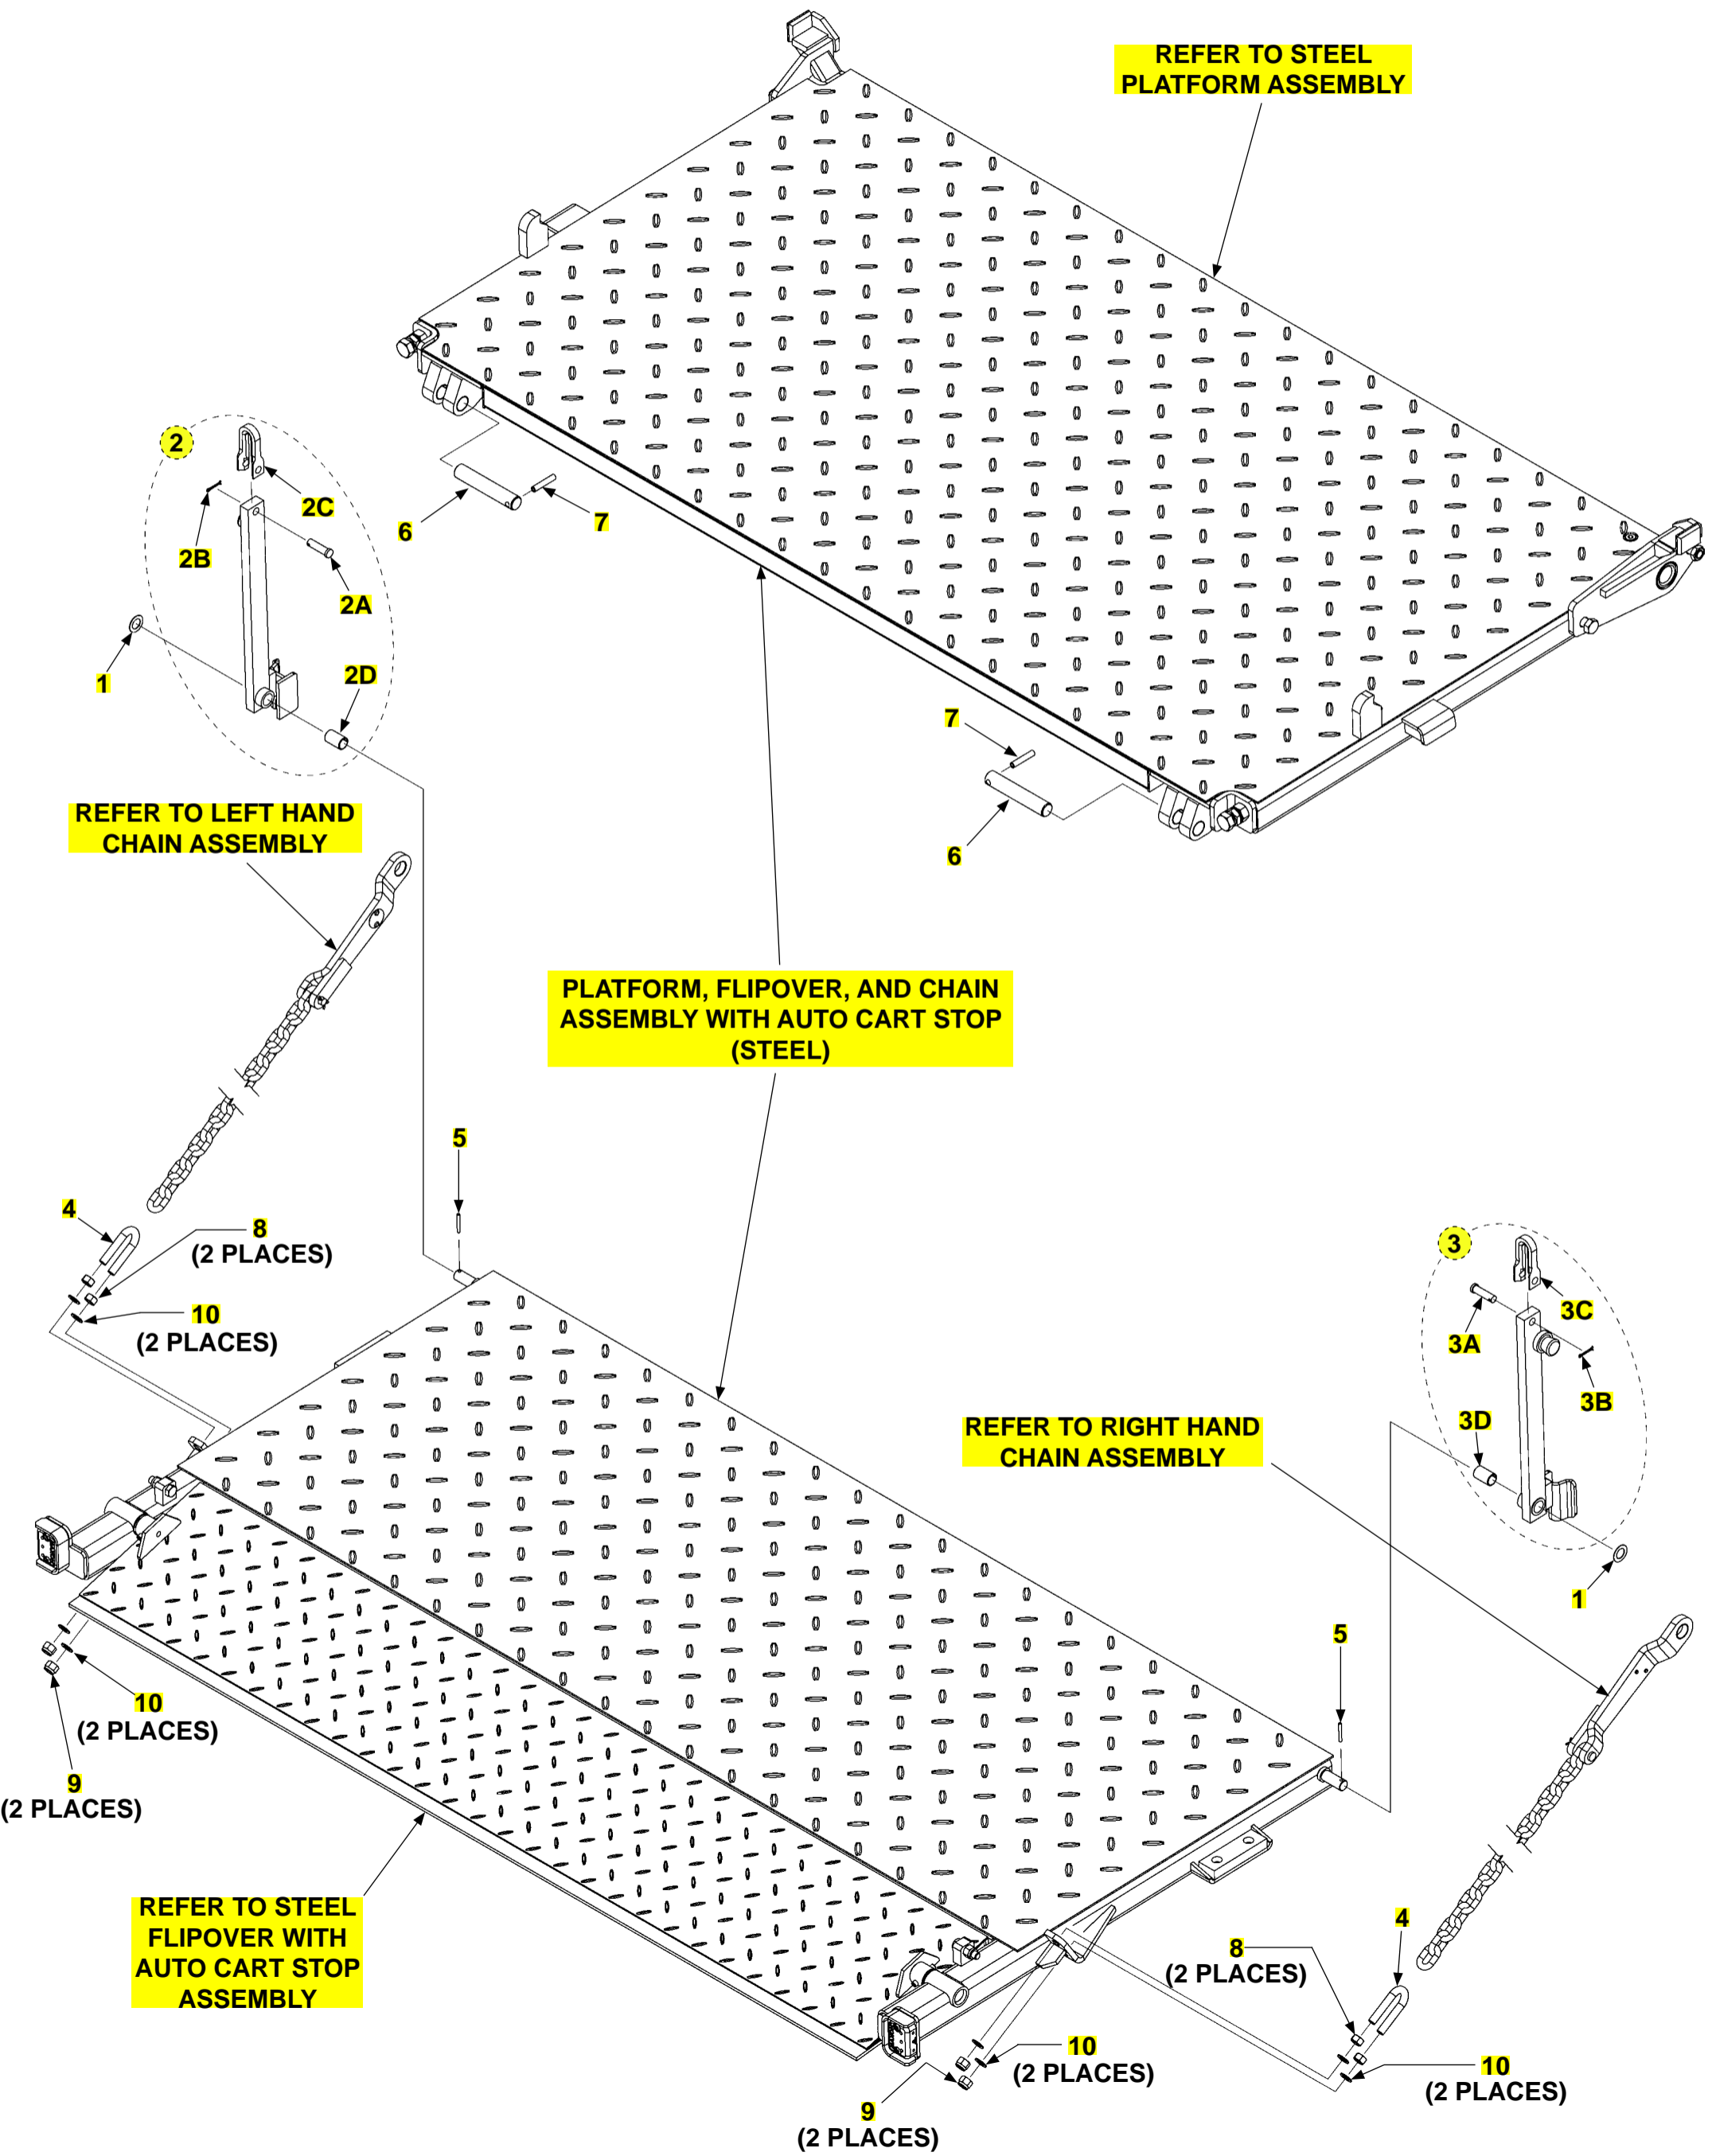 REFER TO STEEL
PLATFORM ASSEMBLY
2
2C
2B
2A
6
7
1
2D
7
6
REFER TO LEFT HAND
CHAIN ASSEMBLY
PLATFORM, FLIPOVER, AND CHAIN
ASSEMBLY WITH AUTO CART STOP
(STEEL)
5
4
8
(2 PLACES)
10
(2 PLACES)
3
3C
3A
3B
3D
REFER TO RIGHT HAND
CHAIN ASSEMBLY
1
5
10
(2 PLACES)
9
(2 PLACES)
REFER TO STEEL
FLIPOVER WITH
AUTO CART STOP
ASSEMBLY
4
8
(2 PLACES)
10
(2 PLACES)
10
(2 PLACES)
9
(2 PLACES)